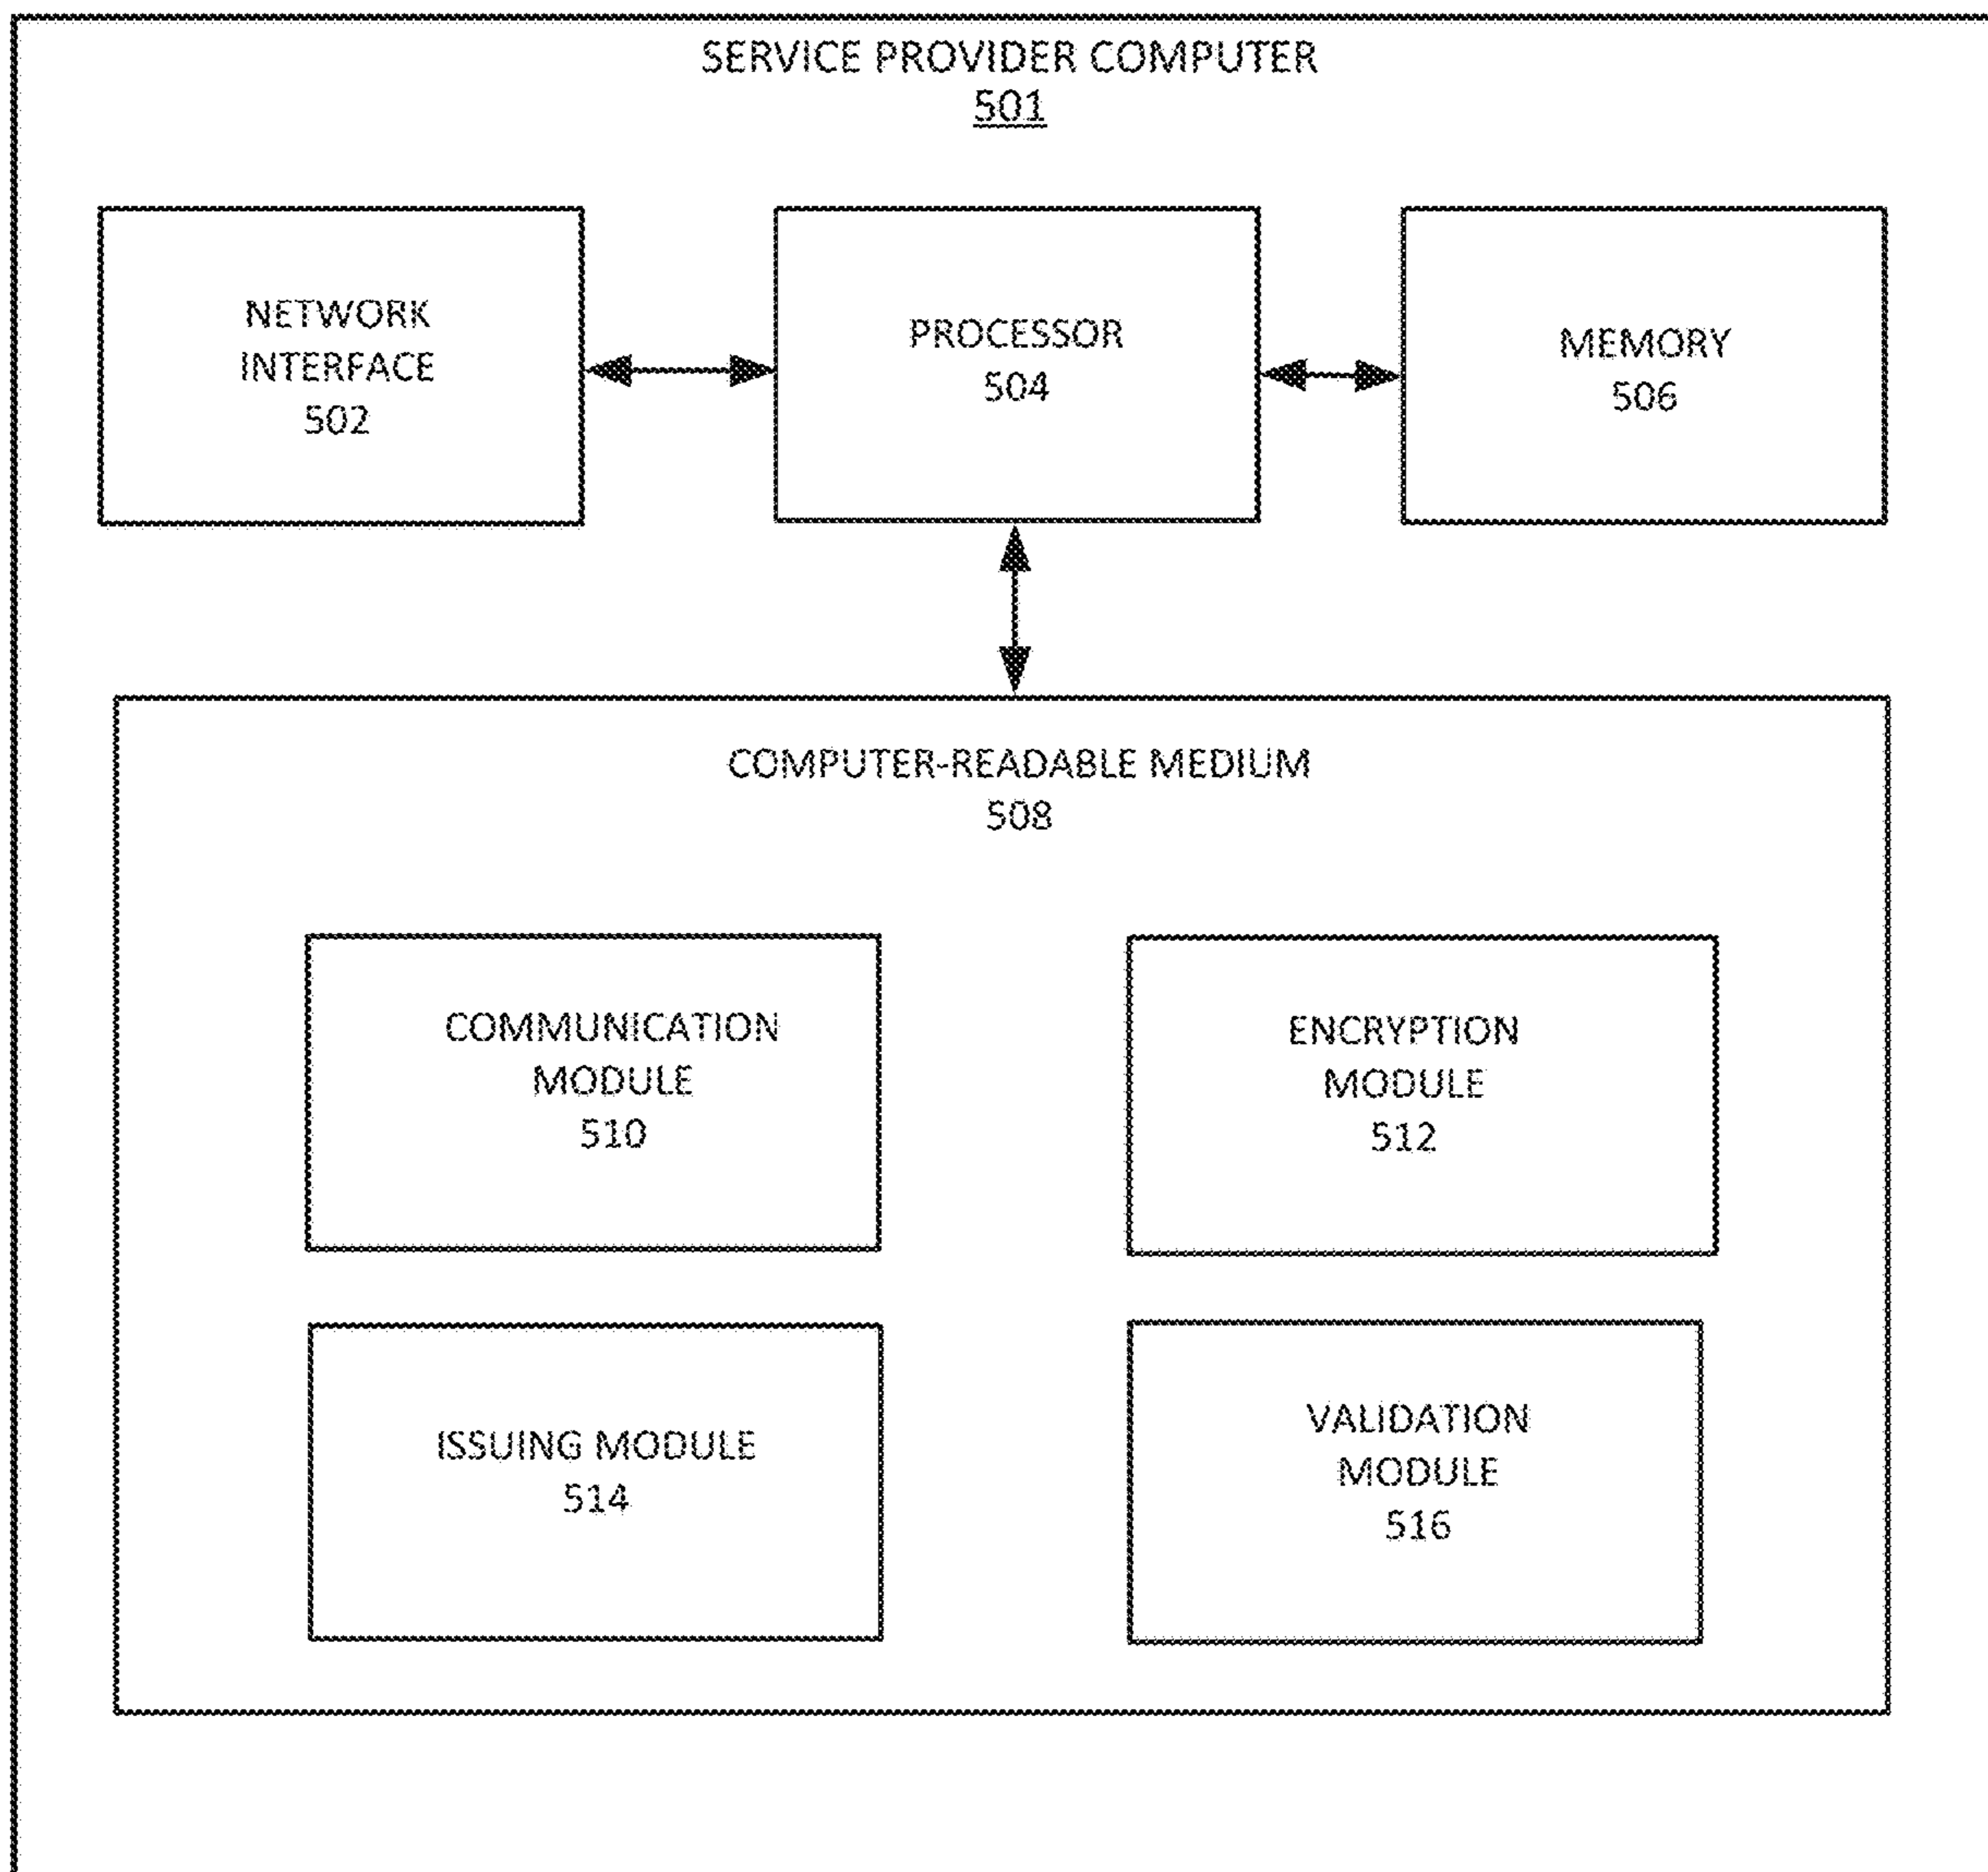 SERVICE PROVIDER COMPUTER
501
NETWORK
INTERFACE
502
PROCESSOR
504
MEMORY
506
COMPUTER-READABLE MEDIUM
508
COMMUNICATION
MODULE
510
ENCRYPTION
MODULE
512
ISSUING MODULE
514
VALIDATION
MODULE
516